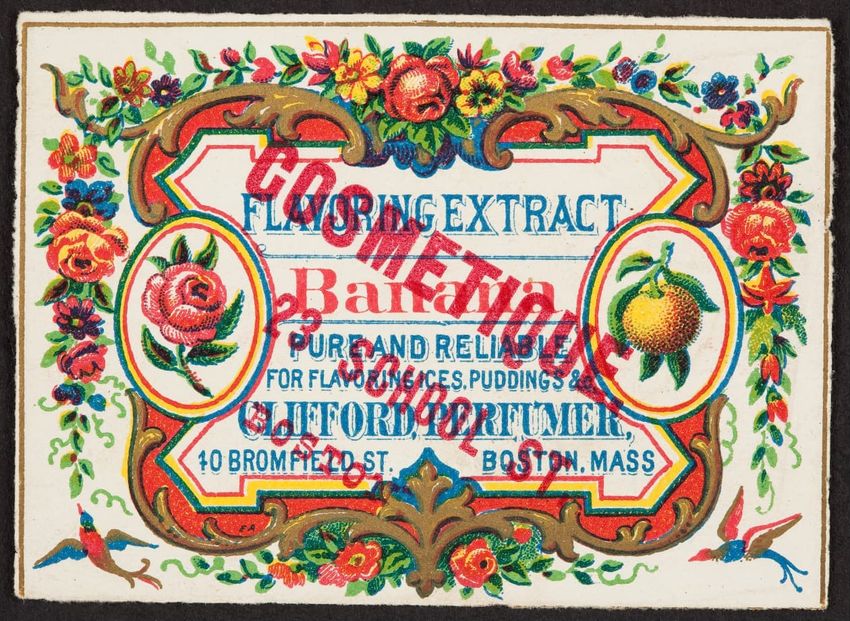 FLAVORING EXTRACT
Banana
PURE AND RELIABLE
FOR FLAVORING ICES, PUDDINGS &c.
CLIFFORD, PERFUMER,
40 BROMFIELD ST. BOSTON, MASS
COSMETIQUE
23 SCHOOL ST.
BOSTON